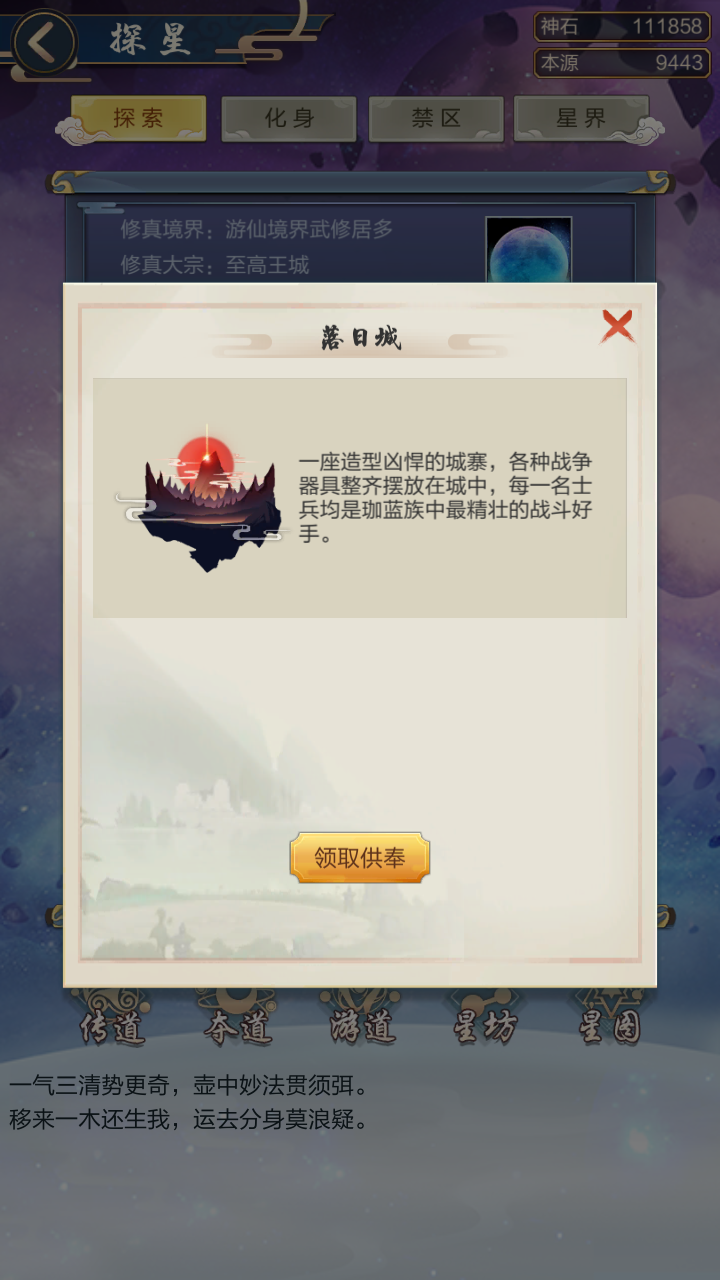 探星
神石 111858
本源 9443
探索 化身 禁区 星界
修真境界：游仙境界武修居多
修真大宗：至高王城
落日城
一座造型凶悍的城寨，各种战争
器具整齐摆放在城中，每一名士
兵均是珈蓝族中最精壮的战斗好
手。
领取供奉
传道 夺道 游道 星坊 星图
一气三清势更奇，壶中妙法贯须弭。
移来一木还生我，运去分身莫浪疑。